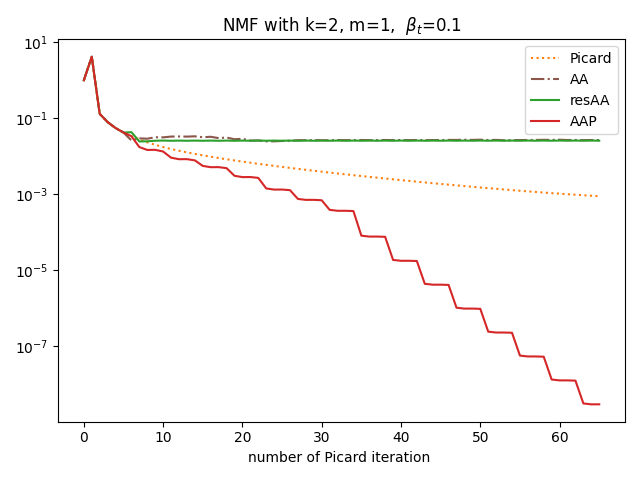 NMF with k=2, m=1,  $\beta_t$=0.1
Picard
AA
resAA
AAP
$10^{1}$
$10^{-1}$
$10^{-3}$
$10^{-5}$
$10^{-7}$
0 10 20 30 40 50 60
number of Picard iteration